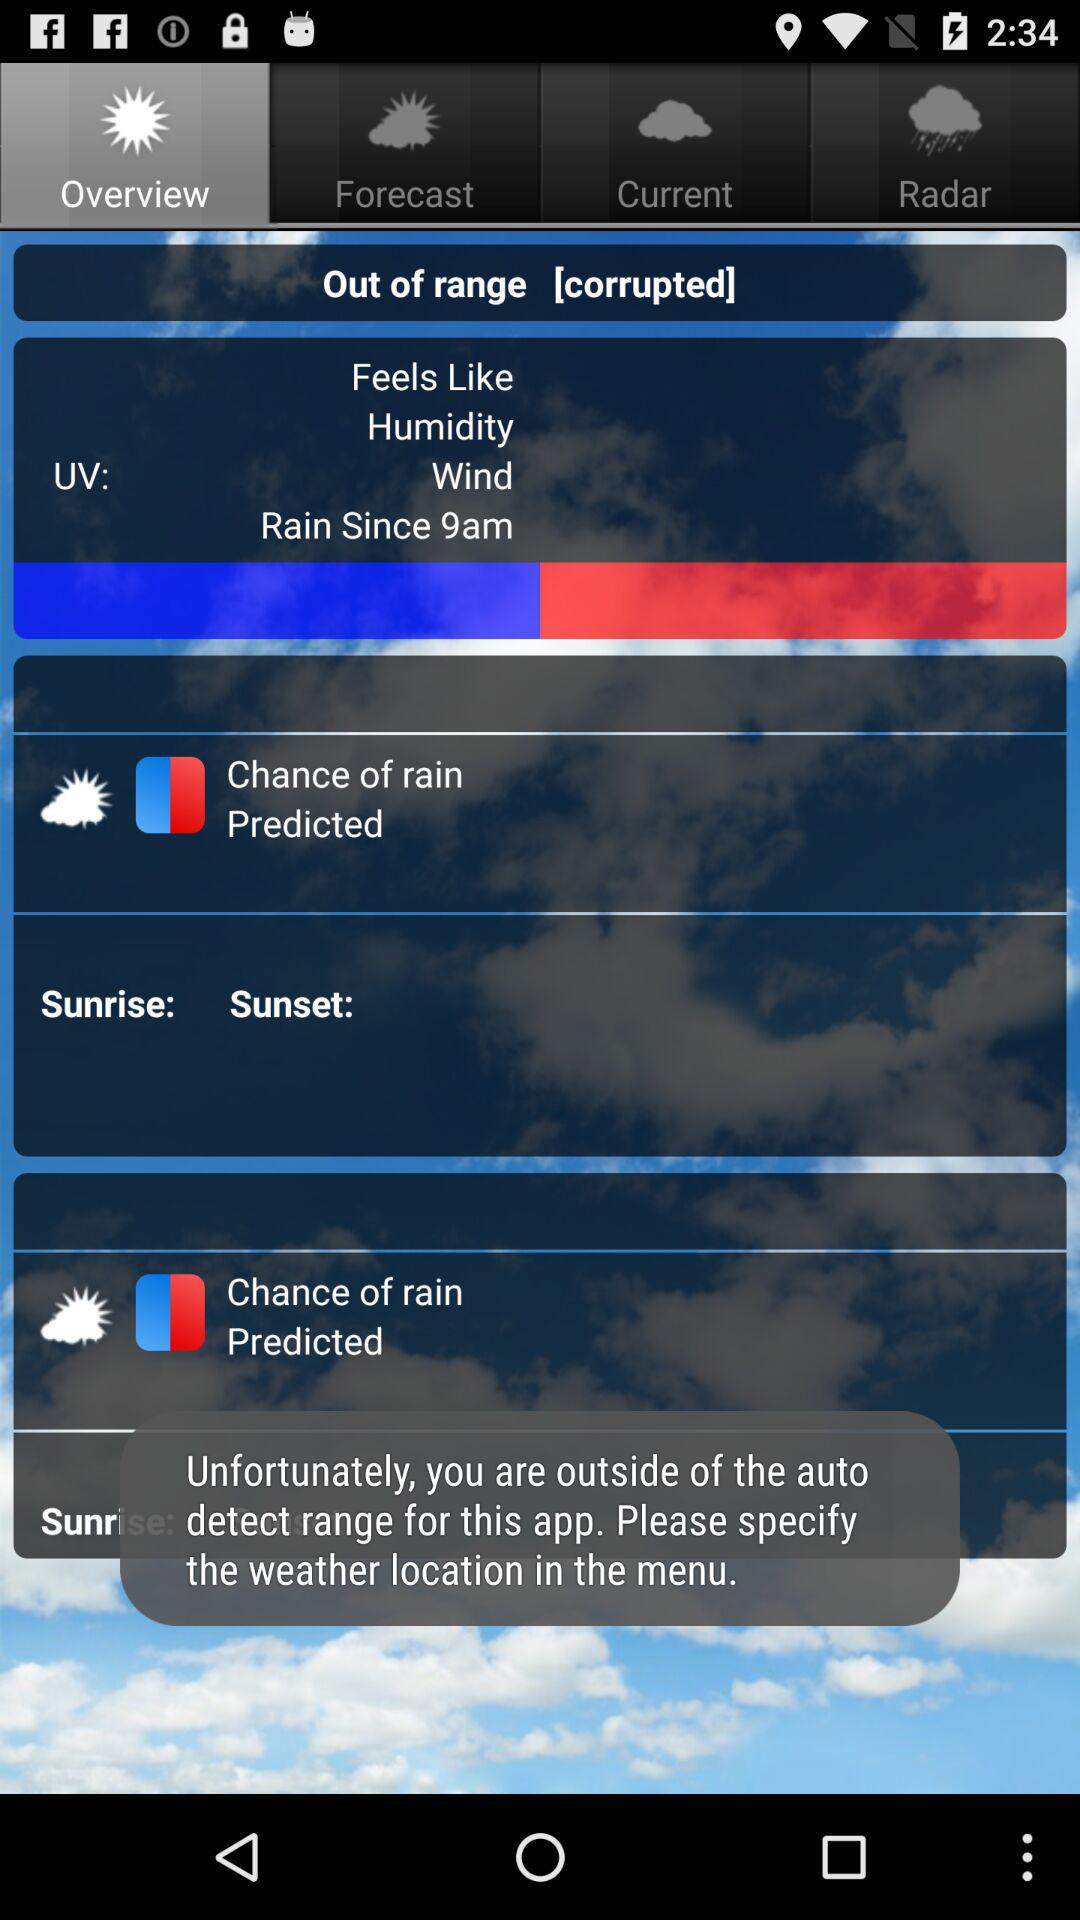 2:34
Overview Forecast Current Radar
Out of range [corrupted]
Feels Like
Humidity
UV: Wind
Rain Since 9am
Chance of rain
Predicted
Sunrise: Sunset:
Chance of rain
Predicted
Sunrise:
Unfortunately, you are outside of the auto
detect range for this app. Please specify
the weather location in the menu.